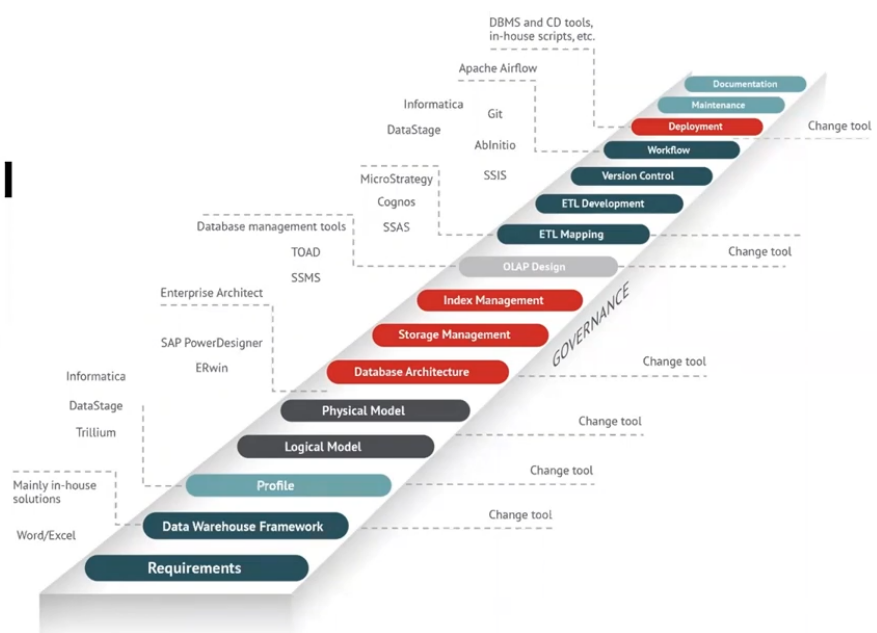 DBMS and CD tools,
in-house scripts, etc.
Apache Airflow
Documentation
Informatica
Git
Maintenance
DataStage
Deployment
Change tool
AbInitio
Workflow
MicroStrategy
SSIS
Version Control
Cognos
ETL Development
Database management tools
SSAS
ETL Mapping
TOAD
Change tool
SSMS
OLAP Design
Enterprise Architect
Index Management
GOVERNANCE
SAP PowerDesigner
Storage Management
ERwin
Database Architecture
Change tool
Informatica
DataStage
Physical Model
Trillium
Logical Model
Change tool
Mainly in-house
solutions
Profile
Change tool
Word/Excel
Data Warehouse Framework
Change tool
Requirements